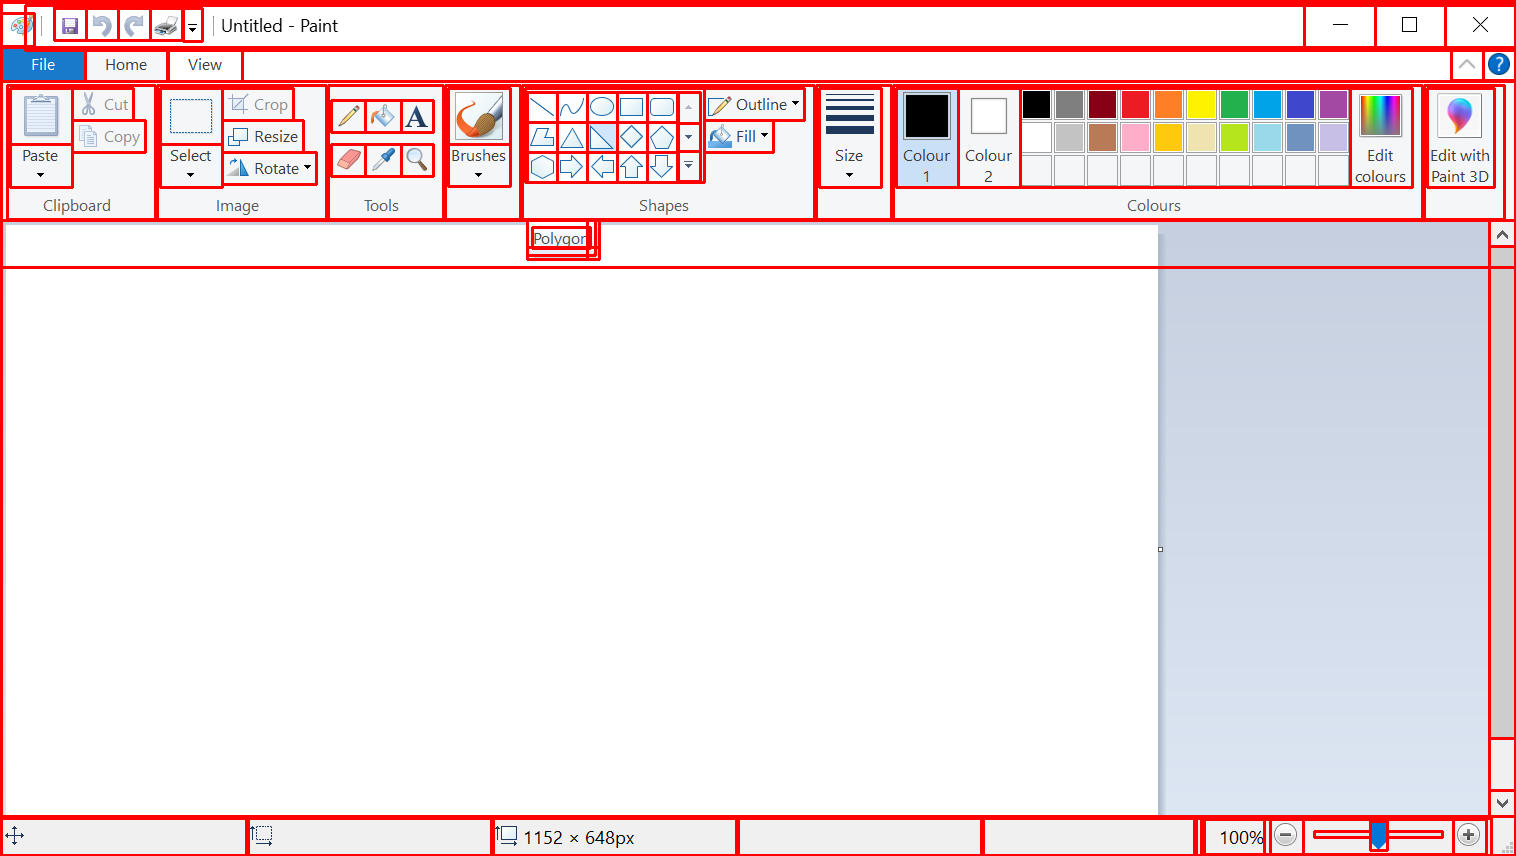 Untitled - Paint
File
Home
View
Paste
Cut
Copy
Clipboard
Select
Crop
Resize
Rotate
Image
A
Tools
Brushes
Outline
Fill
Shapes
Size
Colour
1
Colour
2
Edit
colours
Colours
Edit with
Paint 3D
Polygon
1152 × 648px
100%